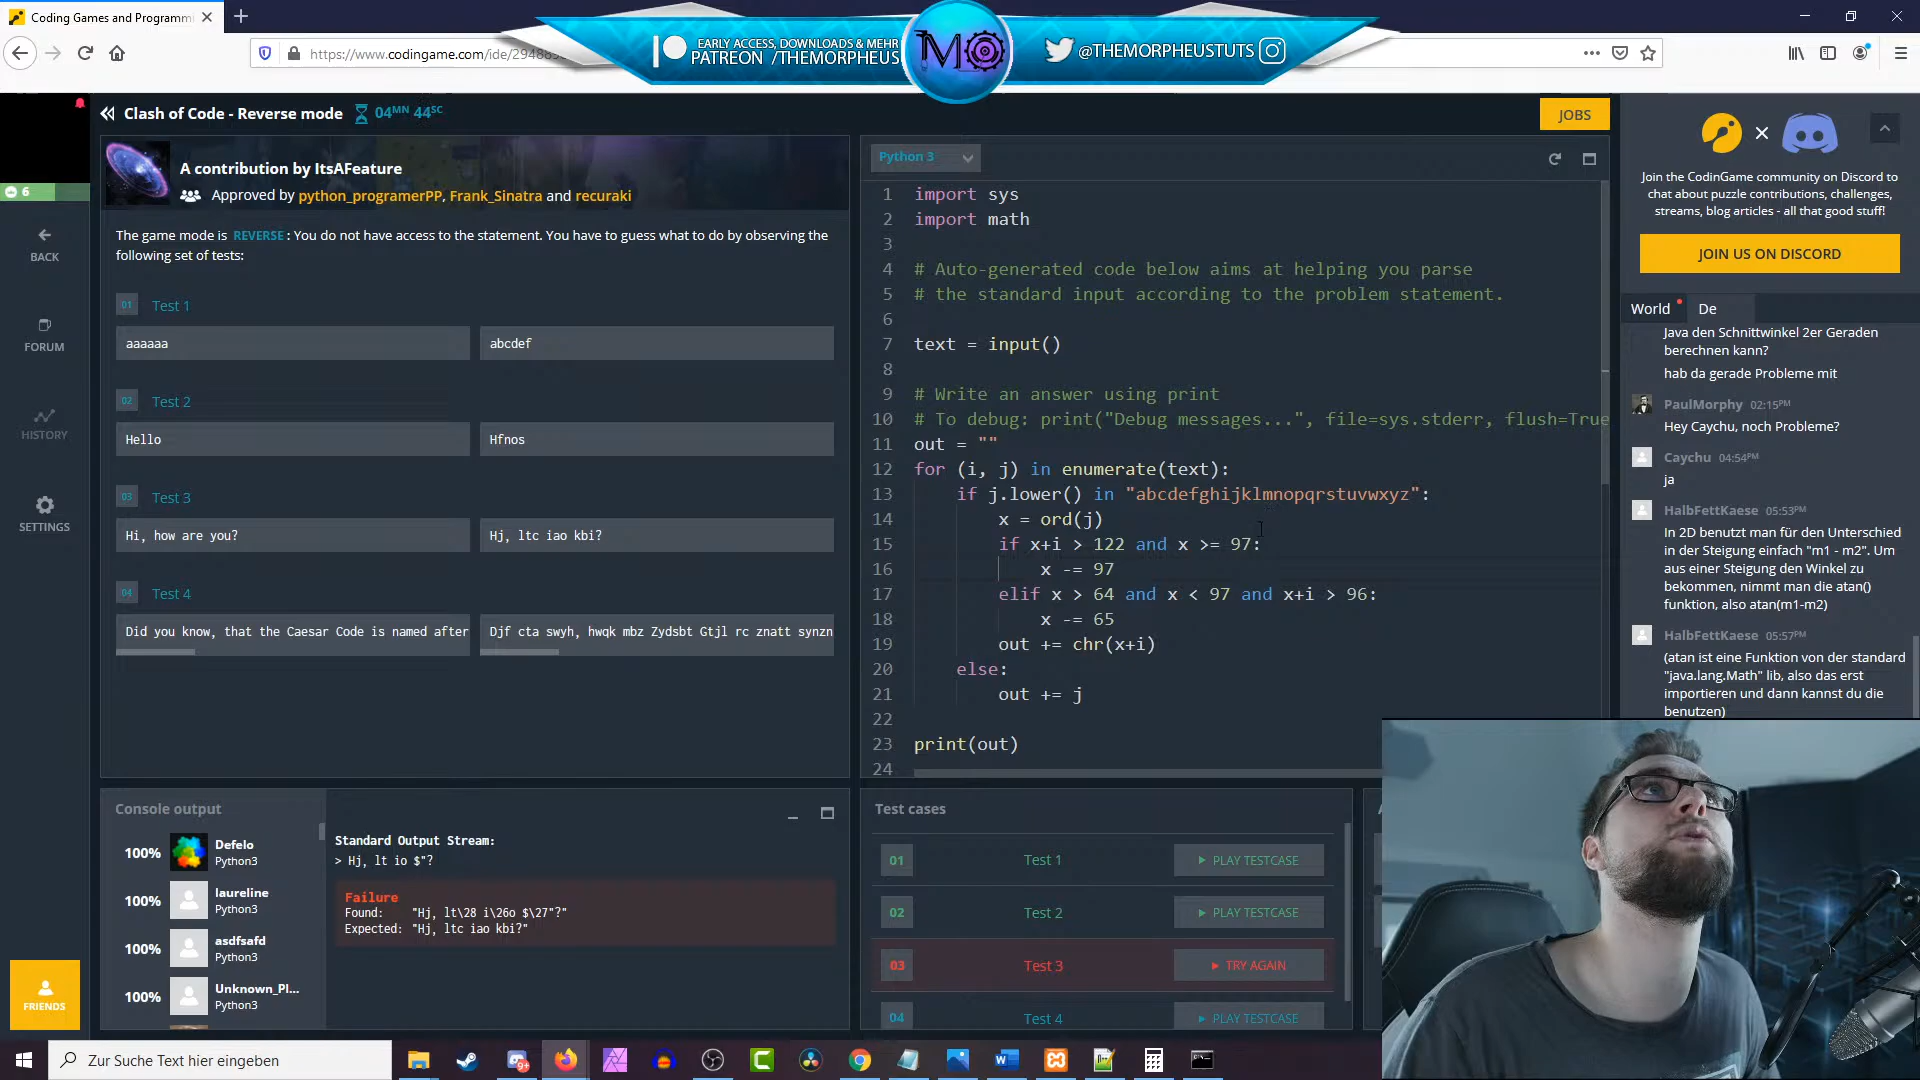 Coding Games and Programmi
https://www.codingame.com/ide/29488
EARLY ACCESS, DOWNLOADS & MEHR
PATREON /THEMORPHEUS
MO
@THEMORPHEUSTUTS
Clash of Code - Reverse mode
04MN 44SC
JOBS
A contribution by ItsAFeature
Approved by python_programerPP, Frank_Sinatra and recuraki
6
BACK
FORUM
HISTORY
SETTINGS
FRIENDS
The game mode is REVERSE: You do not have access to the statement. You have to guess what to do by observing the
following set of tests:
01 Test 1
aaaaaa
abcdef
02 Test 2
Hello
Hfnos
03 Test 3
Hi, how are you?
Hj, ltc iao kbi?
04 Test 4
Did you know, that the Caesar Code is named after
Djf cta swyh, hwqk mbz Zydsbt Gtjl rc znatt synzn
Python 3
1 import sys
2 import math
3
4 # Auto-generated code below aims at helping you parse
5 # the standard input according to the problem statement.
6
7 text = input()
8
9 # Write an answer using print
10 # To debug: print("Debug messages...", file=sys.stderr, flush=True
11 out = ""
12 for (i, j) in enumerate(text):
13 if j.lower() in "abcdefghijklmnopqrstuvwxyz":
14 x = ord(j)
15 if x+i > 122 and x >= 97:
16 x -= 97
17 elif x > 64 and x < 97 and x+i > 96:
18 x -= 65
19 out += chr(x+i)
20 else:
21 out += j
22
23 print(out)
24
Console output
100% Defelo
Python3
100% laureline
Python3
100% asdfsafd
Python3
100% Unknown_Pl...
Python3
Standard Output Stream:
> Hj, lt io $"?
Failure
Found: "Hj, lt\28 i\26o $\27"?"
Expected: "Hj, ltc iao kbi?"
Test cases
01 Test 1 PLAY TESTCASE
02 Test 2 PLAY TESTCASE
03 Test 3 TRY AGAIN
04 Test 4 PLAY TESTCASE
Join the CodinGame community on Discord to
chat about puzzle contributions, challenges,
streams, blog articles - all that good stuff!
JOIN US ON DISCORD
World De
Java den Schnittwinkel 2er Geraden
berechnen kann?
hab da gerade Probleme mit
PaulMorphy 02:15PM
Hey Caychu, noch Probleme?
Caychu 04:54PM
ja
HalbFettKaese 05:53PM
In 2D benutzt man für den Unterschied
in der Steigung einfach "m1 - m2". Um
aus einer Steigung den Winkel zu
bekommen, nimmt man die atan()
funktion, also atan(m1-m2)
HalbFettKaese 05:57PM
(atan ist eine Funktion von der standard
"java.lang.Math" lib, also das erst
importieren und dann kannst du die
benutzen)
Zur Suche Text hier eingeben